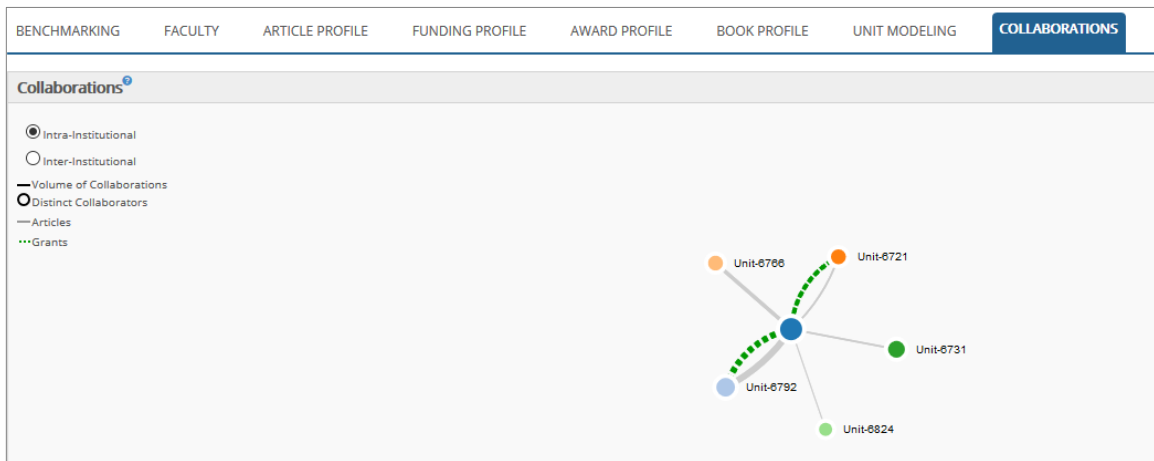 BENCHMARKING FACULTY ARTICLE PROFILE FUNDING PROFILE AWARD PROFILE BOOK PROFILE UNIT MODELING COLLABORATIONS
Collaborations?
Intra-Institutional
Inter-Institutional
Volume of Collaborations
Distinct Collaborators
Articles
Grants
Unit-6766
Unit-6721
Unit-6731
Unit-6792
Unit-6824